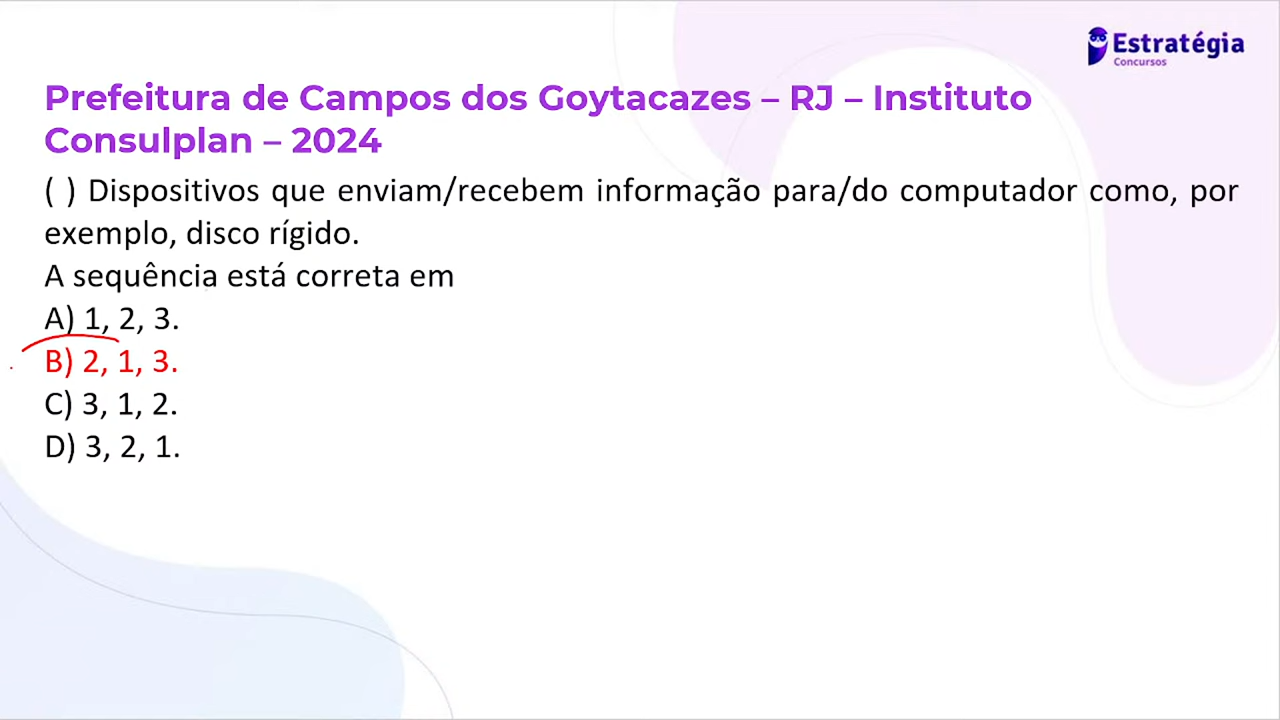 Estratégia
Concursos
Prefeitura de Campos dos Goytacazes – RJ – Instituto
Consulplan – 2024
( ) Dispositivos que enviam/recebem informação para/do computador como, por
exemplo, disco rígido.
A sequência está correta em
A) 1, 2, 3.
B) 2, 1, 3.
C) 3, 1, 2.
D) 3, 2, 1.